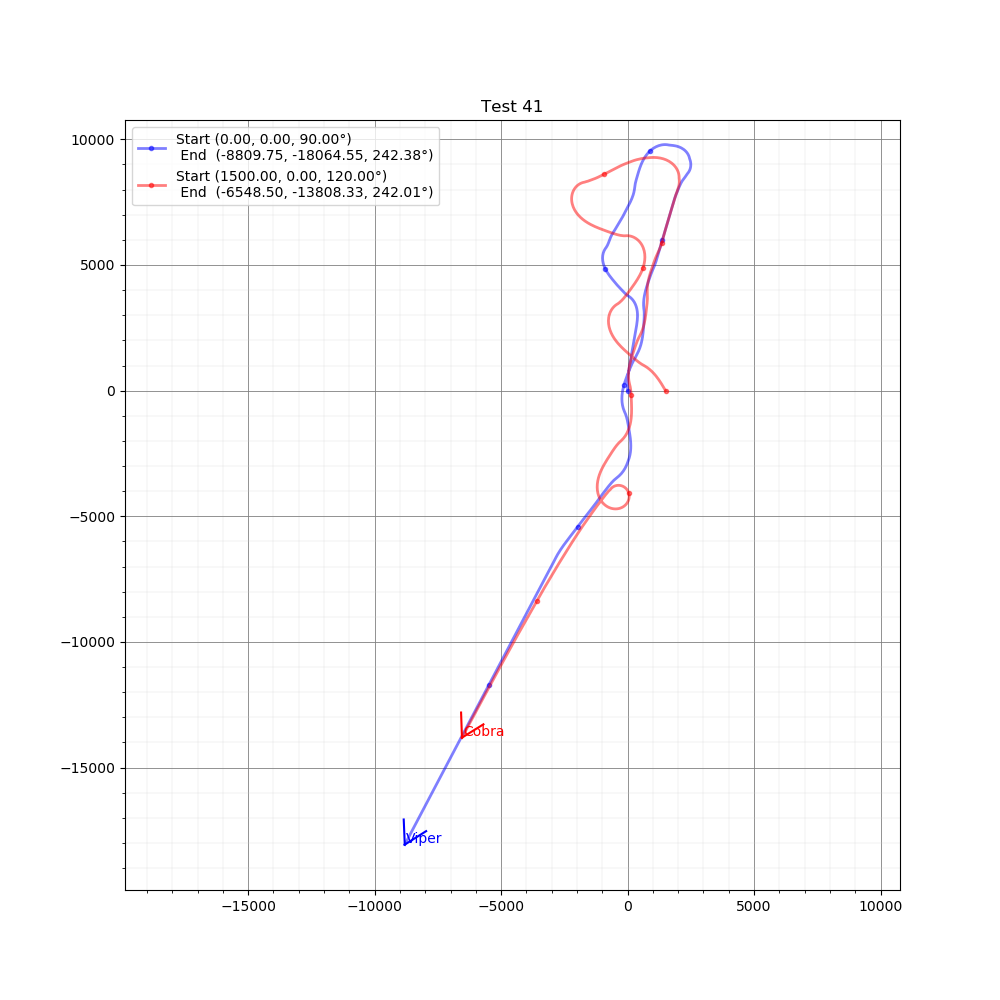 Test 41
Start (0.00, 0.00, 90.00°)
End (-8809.75, -18064.55, 242.38°)
Start (1500.00, 0.00, 120.00°)
End (-6548.50, -13808.33, 242.01°)
10000
5000
0
−5000
−10000
−15000
Cobra
Viper
−15000 −10000 −5000 0 5000 10000